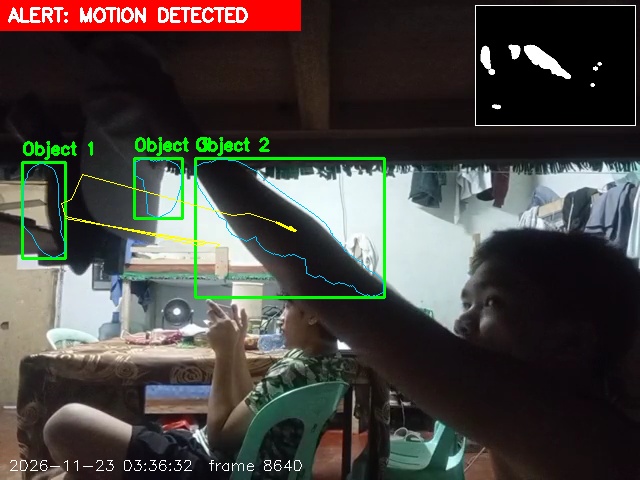 ALERT: MOTION DETECTED
Object 1
Object 3
Object 2
2026-11-23 03:36:32 frame 8640